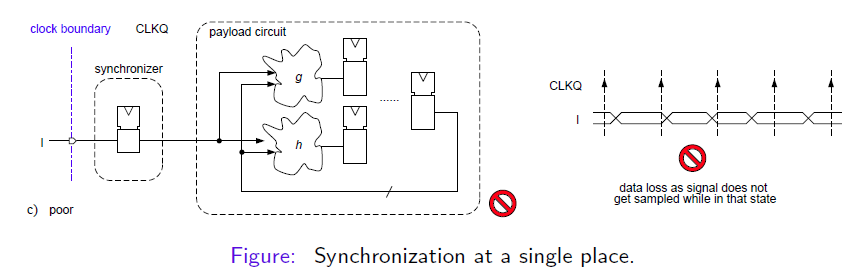 clock boundary
CLKQ
payload circuit
synchronizer
g
......
CLKQ
I
I
h
data loss as signal does not
get sampled while in that state
c) poor
Figure: Synchronization at a single place.